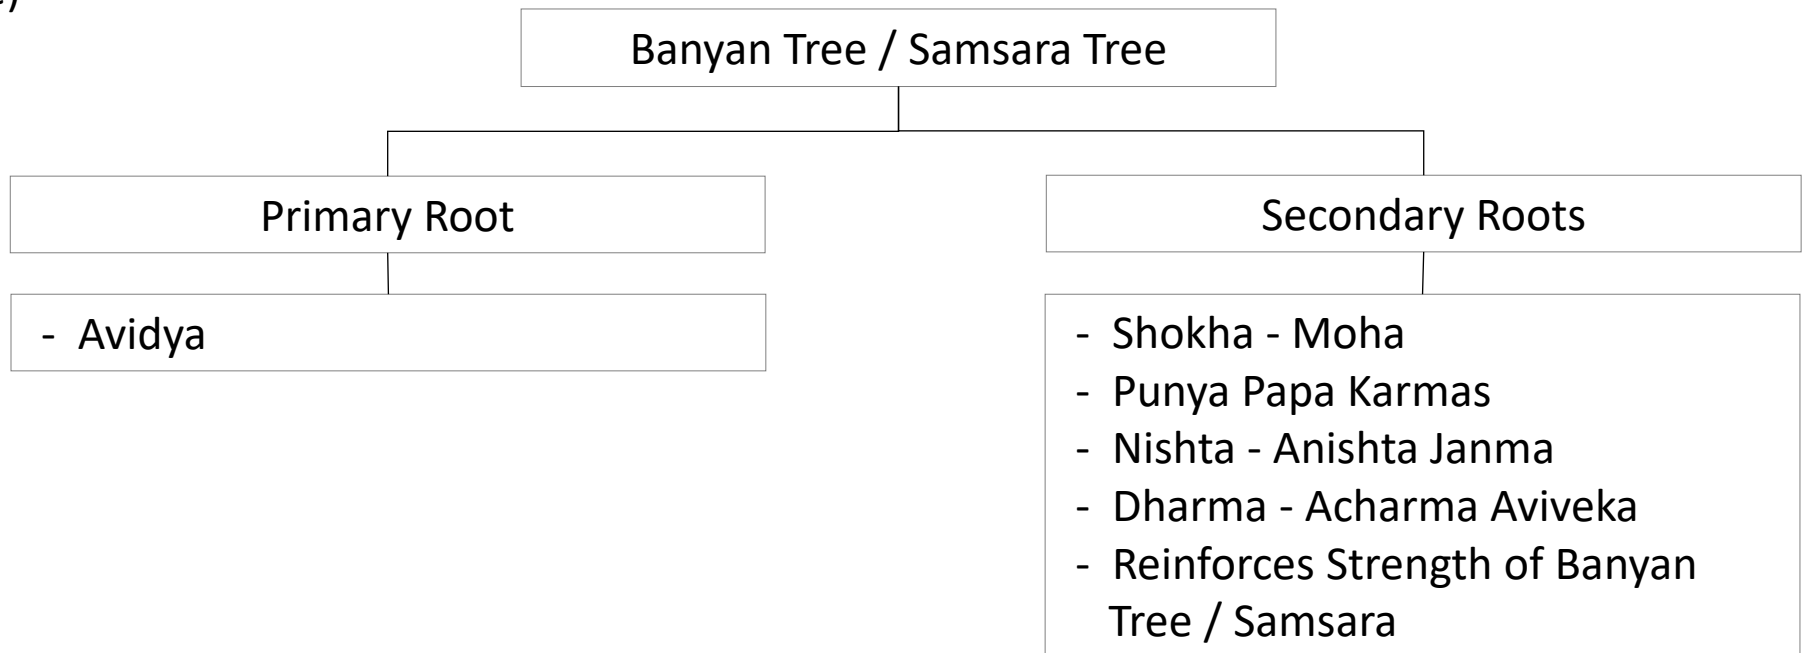 Banyan Tree / Samsara Tree
Primary Root
- Avidya
Secondary Roots
- Shokha - Moha
- Punya Papa Karmas
- Nishta - Anishta Janma
- Dharma - Acharma Aviveka
- Reinforces Strength of Banyan
Tree / Samsara